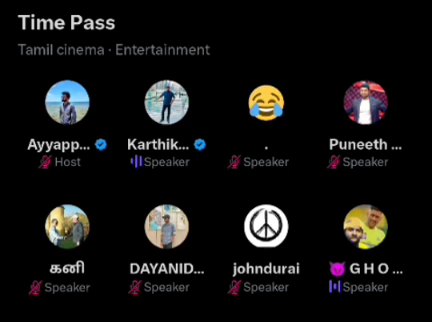 Time Pass
Tamil cinema · Entertainment
Ayyapp... Karthik... . Puneeth ...
Host Speaker Speaker Speaker
கனி DAYANID... johndurai 😈 G H O ...
Speaker Speaker Speaker Speaker